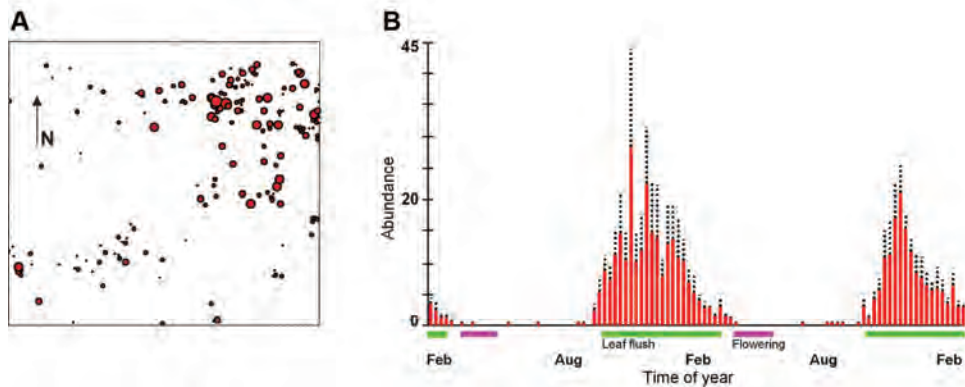 A
N
B
45
20
0
Abundance
Leaf flush
Flowering
Feb Aug Feb Aug Feb
Time of year